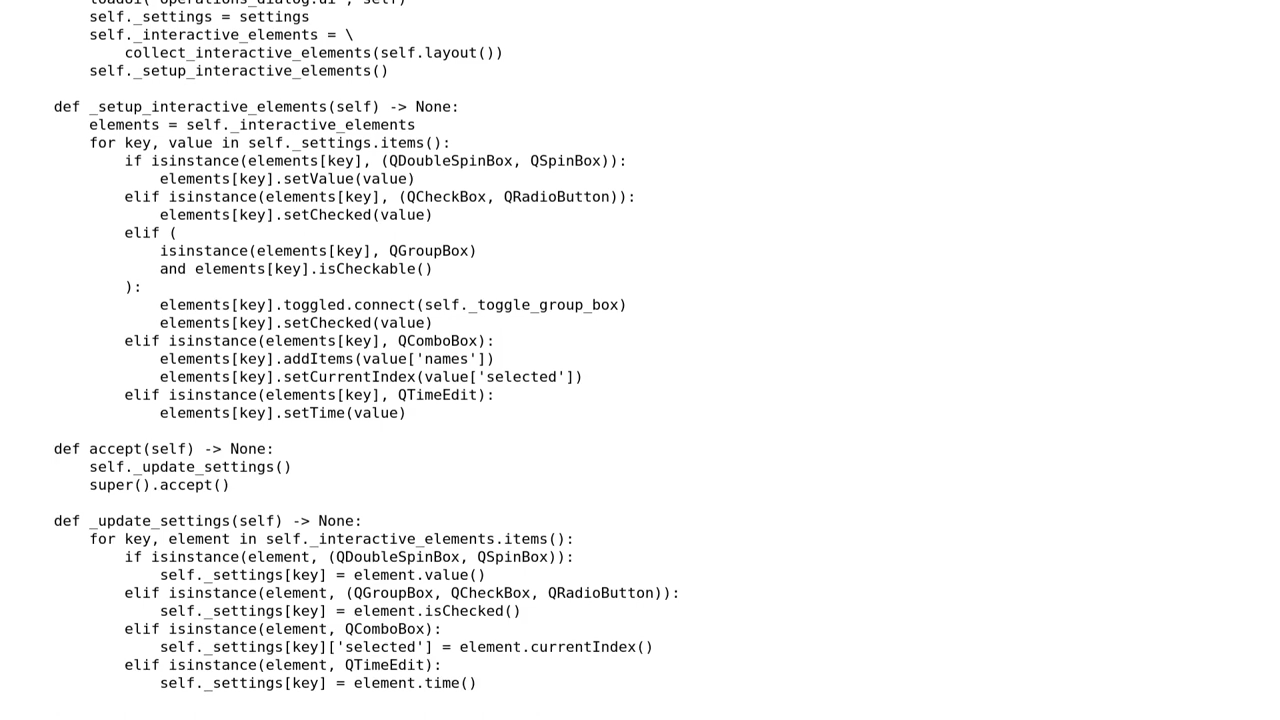 loadUi('operations_dialog.ui', self)
self._settings = settings
self._interactive_elements = \
collect_interactive_elements(self.layout())
self._setup_interactive_elements()
def _setup_interactive_elements(self) -> None:
elements = self._interactive_elements
for key, value in self._settings.items():
if isinstance(elements[key], (QDoubleSpinBox, QSpinBox)):
elements[key].setValue(value)
elif isinstance(elements[key], (QCheckBox, QRadioButton)):
elements[key].setChecked(value)
elif (
isinstance(elements[key], QGroupBox)
and elements[key].isCheckable()
):
elements[key].toggled.connect(self._toggle_group_box)
elements[key].setChecked(value)
elif isinstance(elements[key], QComboBox):
elements[key].addItems(value['names'])
elements[key].setCurrentIndex(value['selected'])
elif isinstance(elements[key], QTimeEdit):
elements[key].setTime(value)
def accept(self) -> None:
self._update_settings()
super().accept()
def _update_settings(self) -> None:
for key, element in self._interactive_elements.items():
if isinstance(element, (QDoubleSpinBox, QSpinBox)):
self._settings[key] = element.value()
elif isinstance(element, (QGroupBox, QCheckBox, QRadioButton)):
self._settings[key] = element.isChecked()
elif isinstance(element, QComboBox):
self._settings[key]['selected'] = element.currentIndex()
elif isinstance(element, QTimeEdit):
self._settings[key] = element.time()